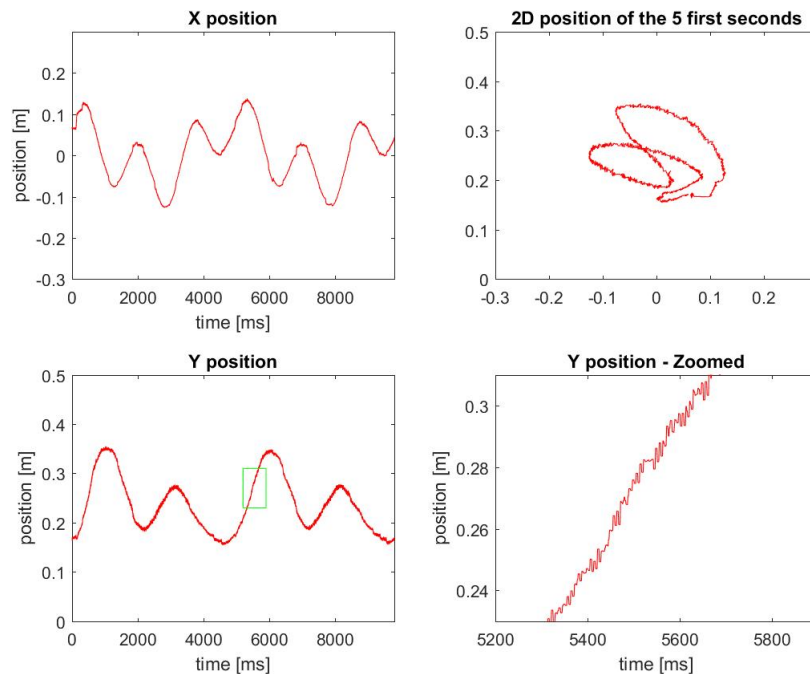 X position
0.2
0.1
0
-0.1
-0.2
-0.3
position [m]
0 2000 4000 6000 8000
time [ms]
2D position of the 5 first seconds
0.5
0.4
0.3
0.2
0.1
0
-0.3 -0.2 -0.1 0 0.1 0.2
Y position
0.5
0.4
0.3
0.2
0.1
0
position [m]
0 2000 4000 6000 8000
time [ms]
Y position - Zoomed
0.3
0.28
0.26
0.24
position [m]
5200 5400 5600 5800
time [ms]